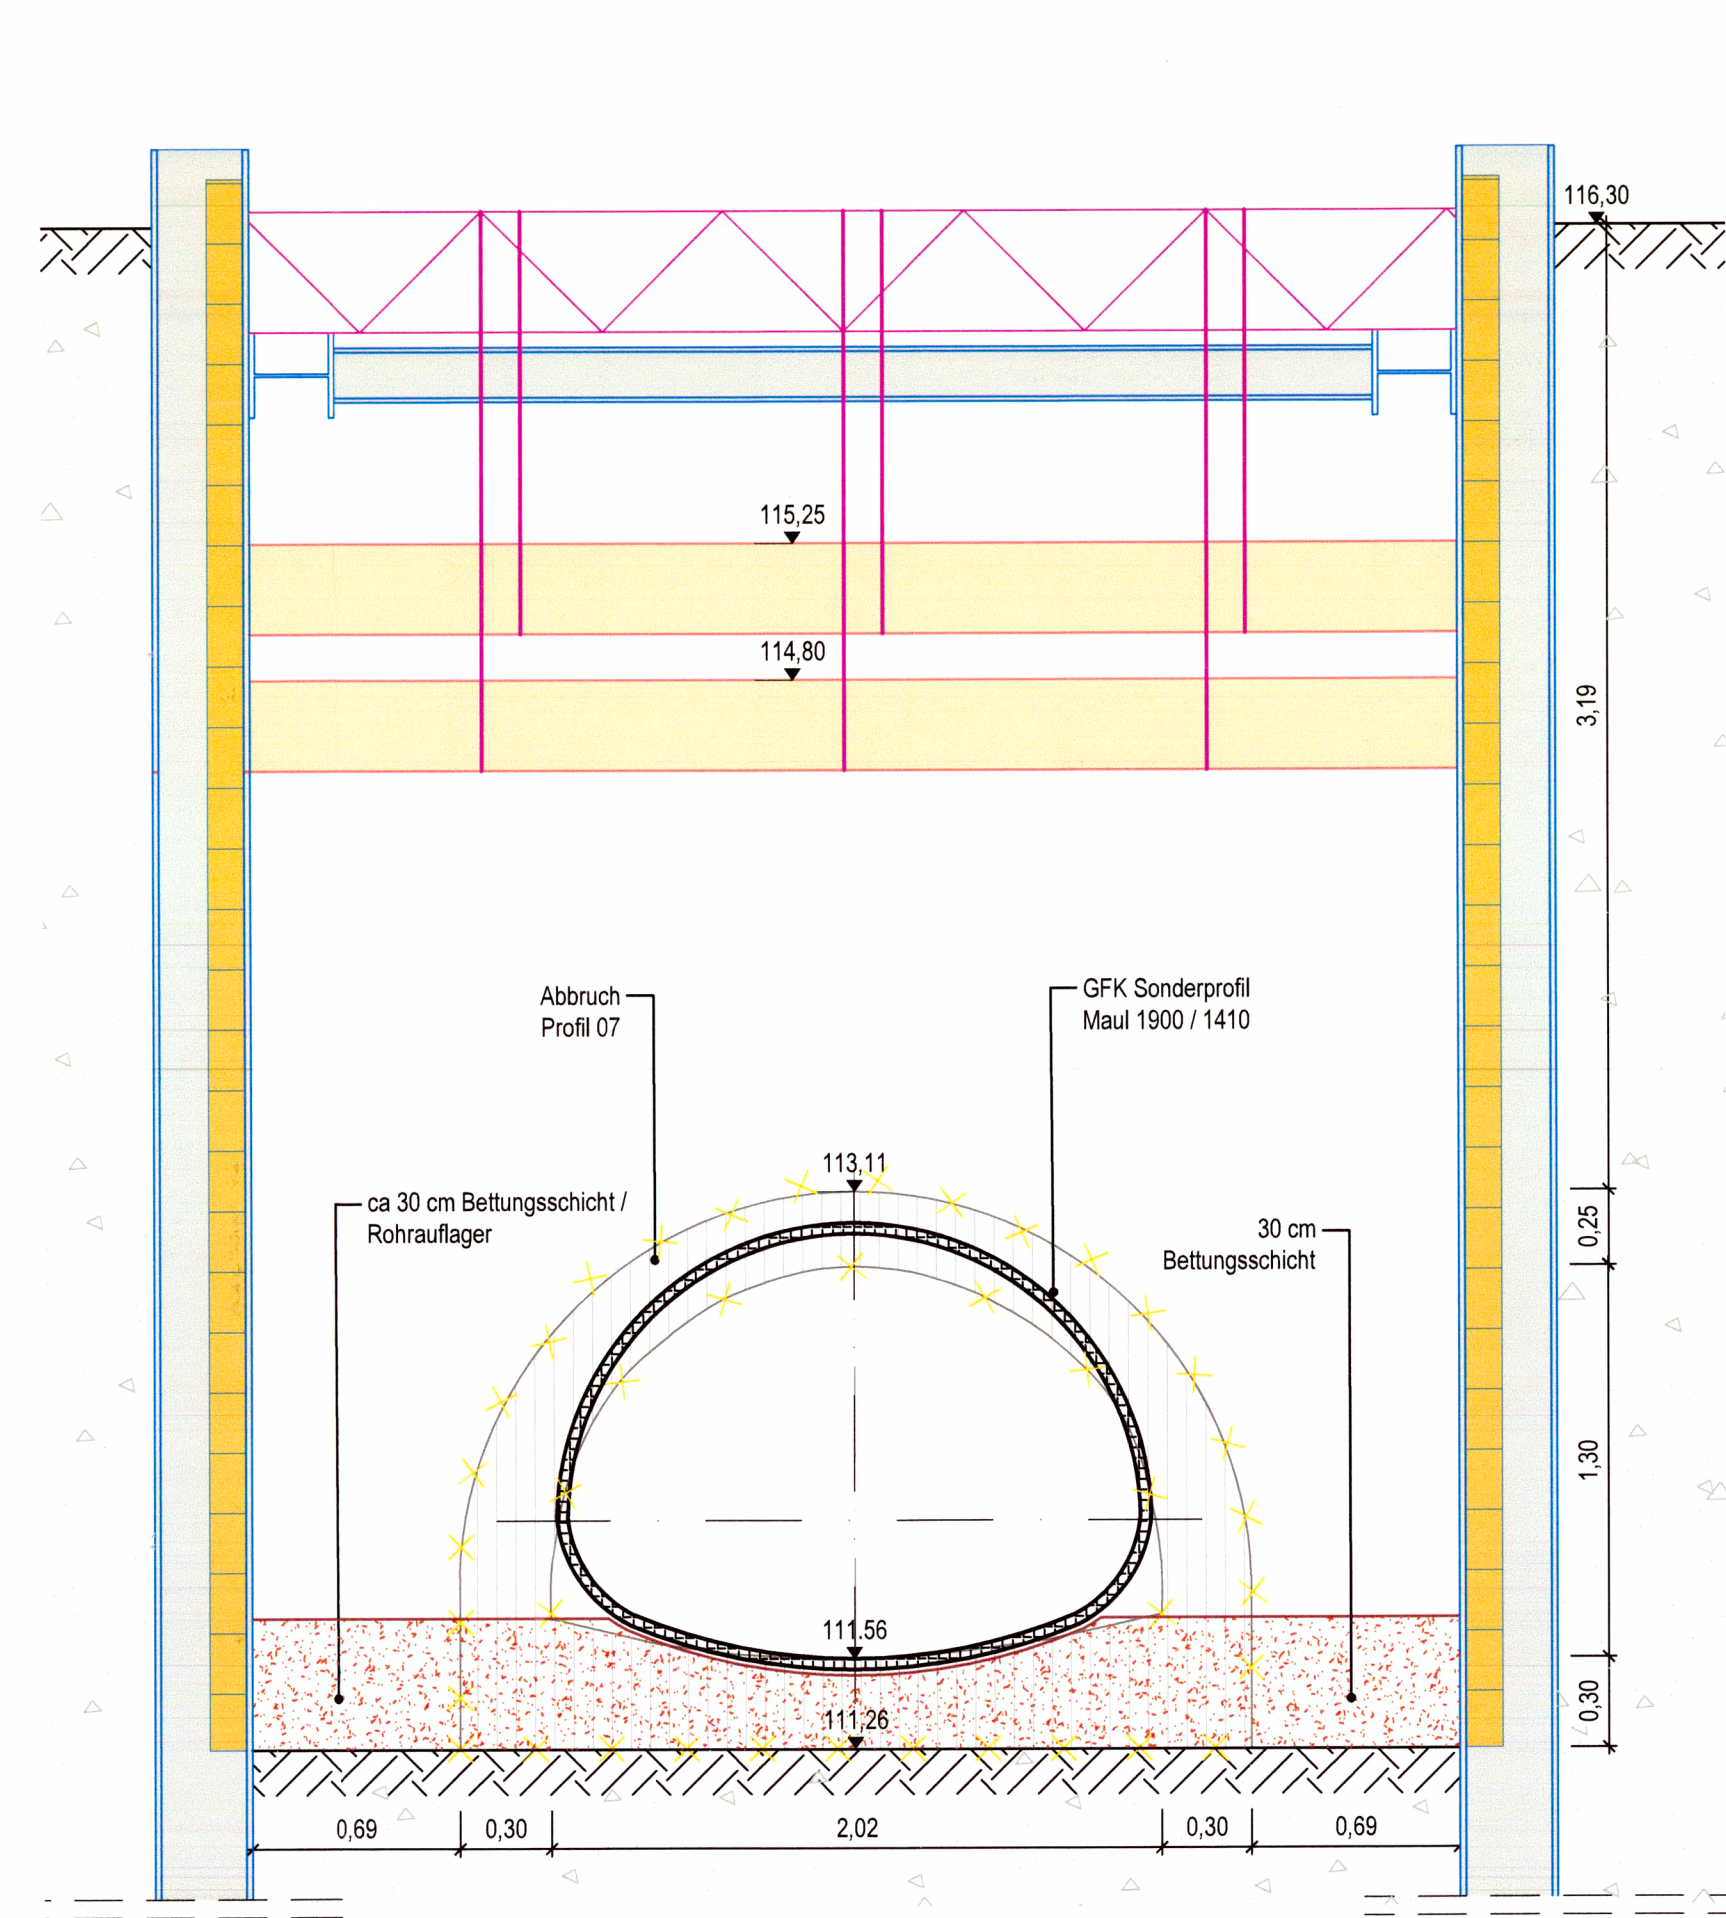 116,30
115,25
114,80
3,19
Abbruch
Profil 07
GFK Sonderprofil
Maul 1900 / 1410
113,11
ca 30 cm Bettungsschicht /
Rohrauflager
30 cm
Bettungsschicht
0,25
1,30
111.56
0,30
111,26
0,69
0,30
2,02
0,30
0,69